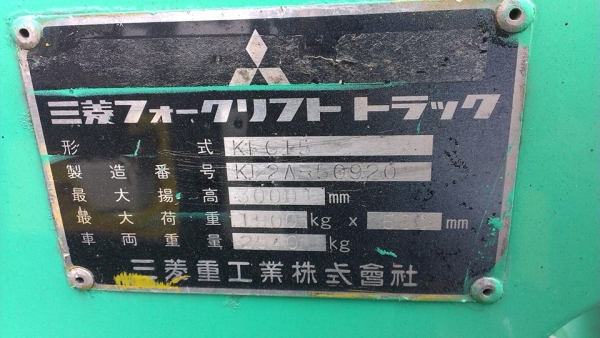 三菱フォークリフト トラック
形式
製造番号 KL2A
最大揚高 3000 mm
最大荷重 kg x mm
車両重量 kg
三菱重工業株式會社